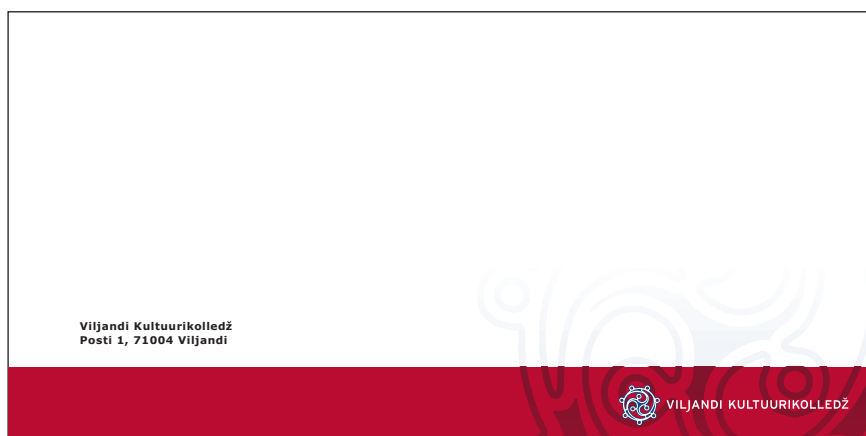 Viljandi Kultuurikolledž
Posti 1, 71004 Viljandi
VILJANDI KULTUURIKOLLEDŽ